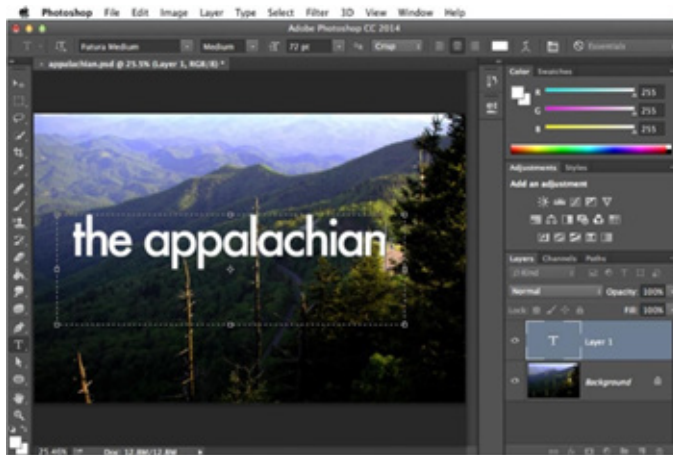 Photoshop File Edit Image Layer Type Select Filter 3D View Window Help
Adobe Photoshop CC 2014
Futura Medium Medium 72 pt Crisp Essentials
appalachian.psd @ 25.5% (Layer 1, RGB/8) *
Color Swatches
R 255
G 255
B 255
Adjustments Styles
Add an adjustment
the appalachian
Layers Channels Paths
Kind
Normal Opacity: 100%
Lock: Fill: 100%
T Layer 1
Background
25.46% Doc: 12.8M/12.8M